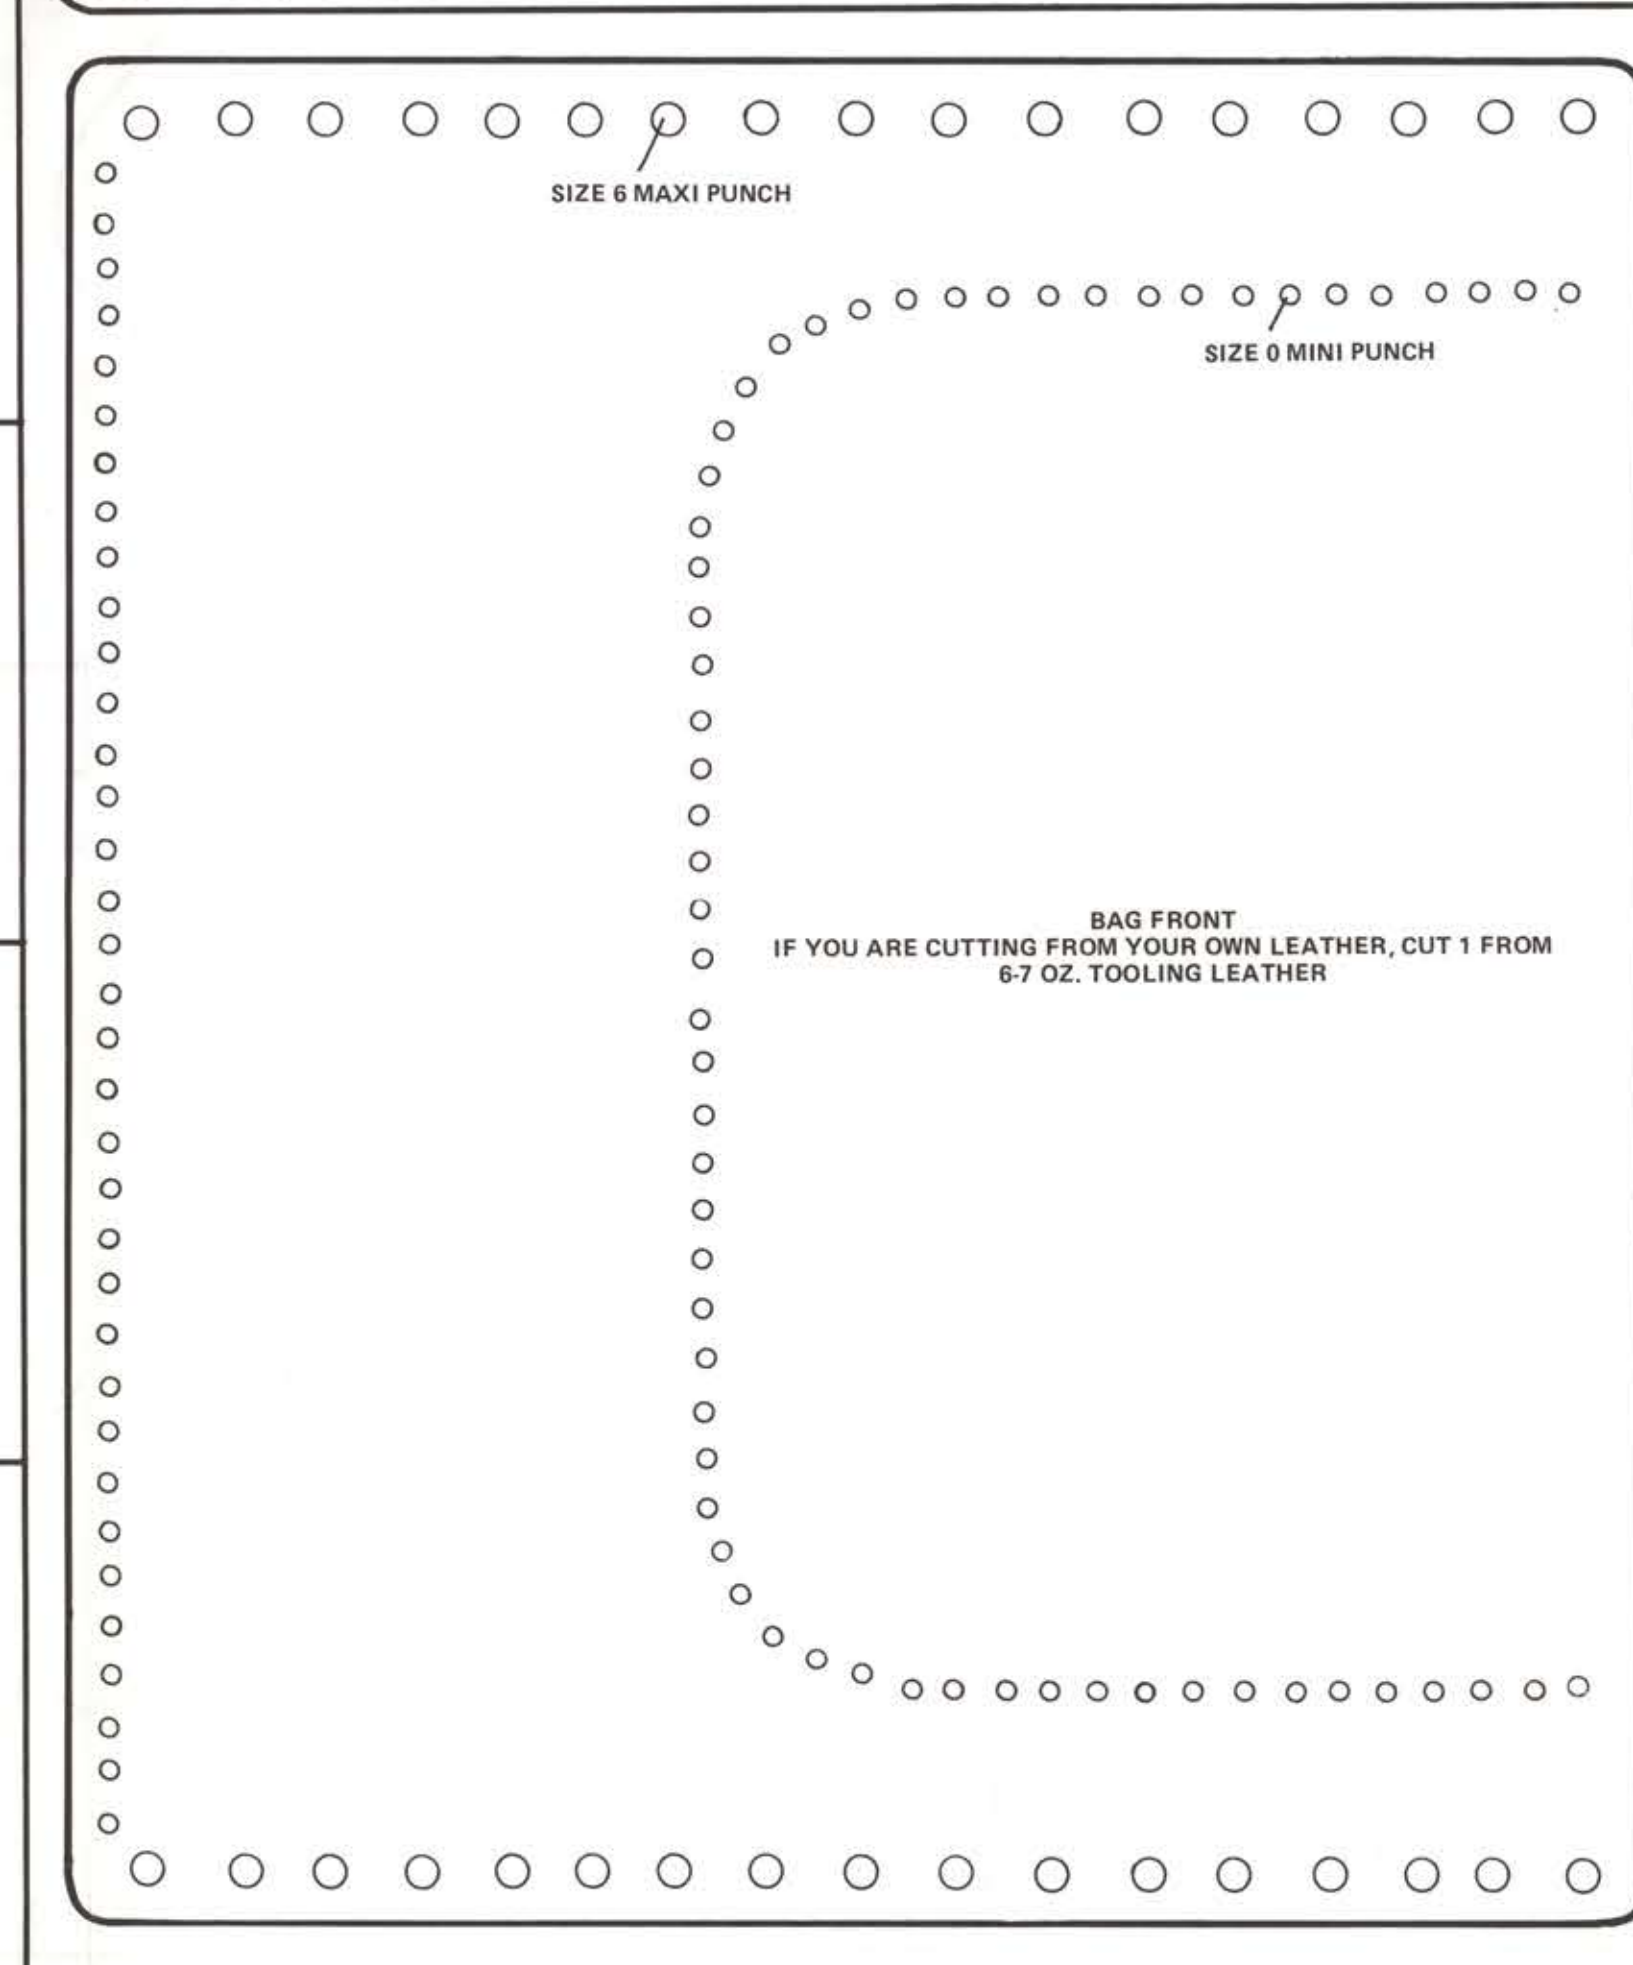 SIZE 6 MAXI PUNCH
SIZE 0 MINI PUNCH
BAG FRONT
IF YOU ARE CUTTING FROM YOUR OWN LEATHER, CUT 1 FROM
6-7 OZ. TOOLING LEATHER